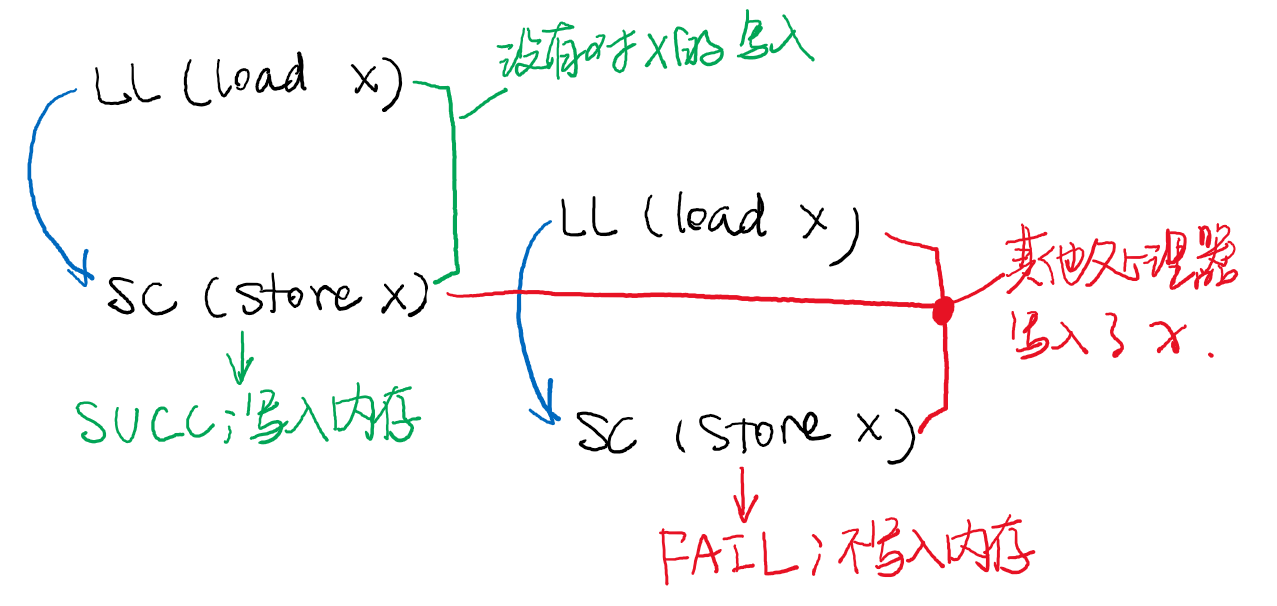 没有对X的写入
LL (load x)
SC (store x)
SUCC;写入内存
LL (load x)
其他处理器
写入了x.
SC (store x)
FAIL;不写入内存